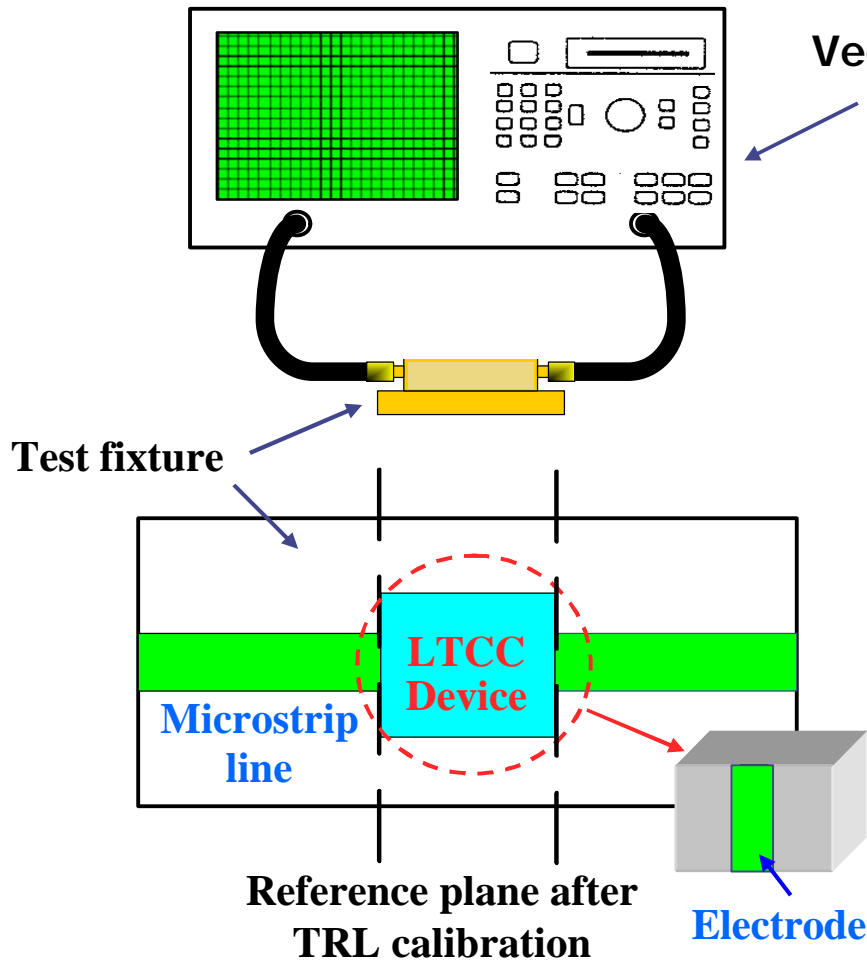 Ve
Test fixture
LTCC
Device
Microstrip
line
Reference plane after
TRL calibration
Electrode